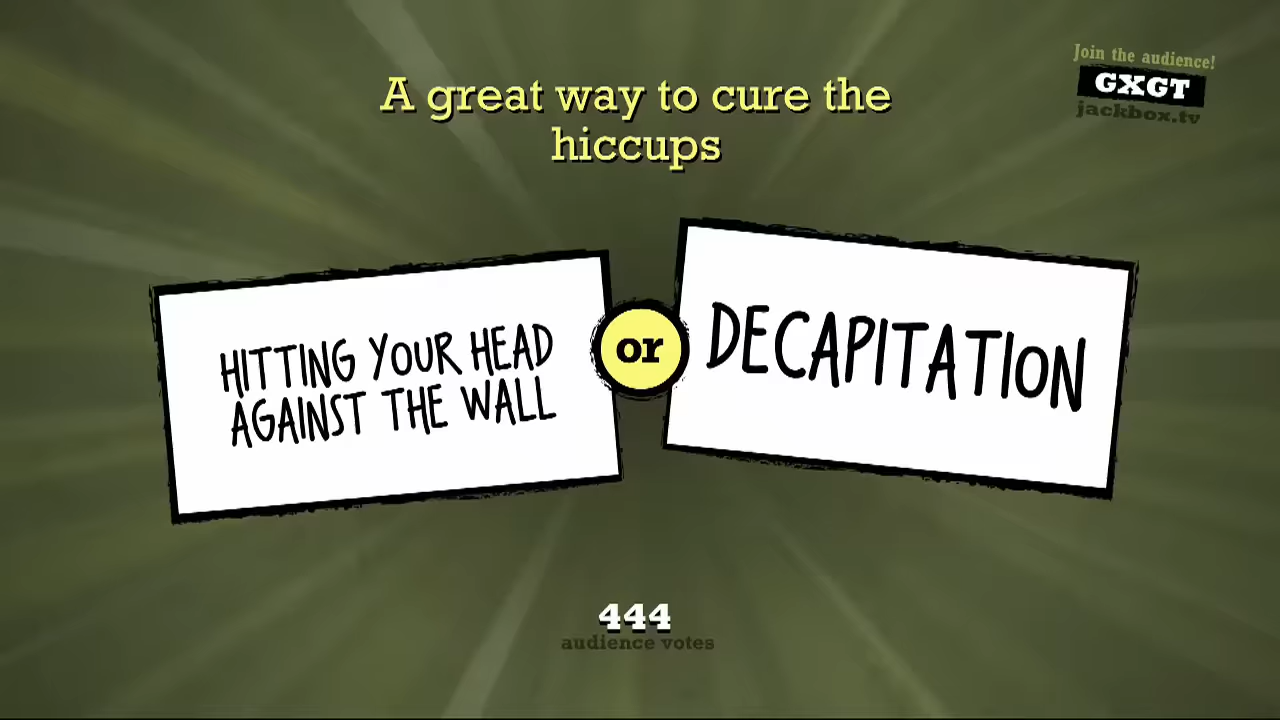 Join the audience!
GXGT
jackbox.tv
A great way to cure the
hiccups
HITTING YOUR HEAD
AGAINST THE WALL
or
DECAPITATION
444
audience votes